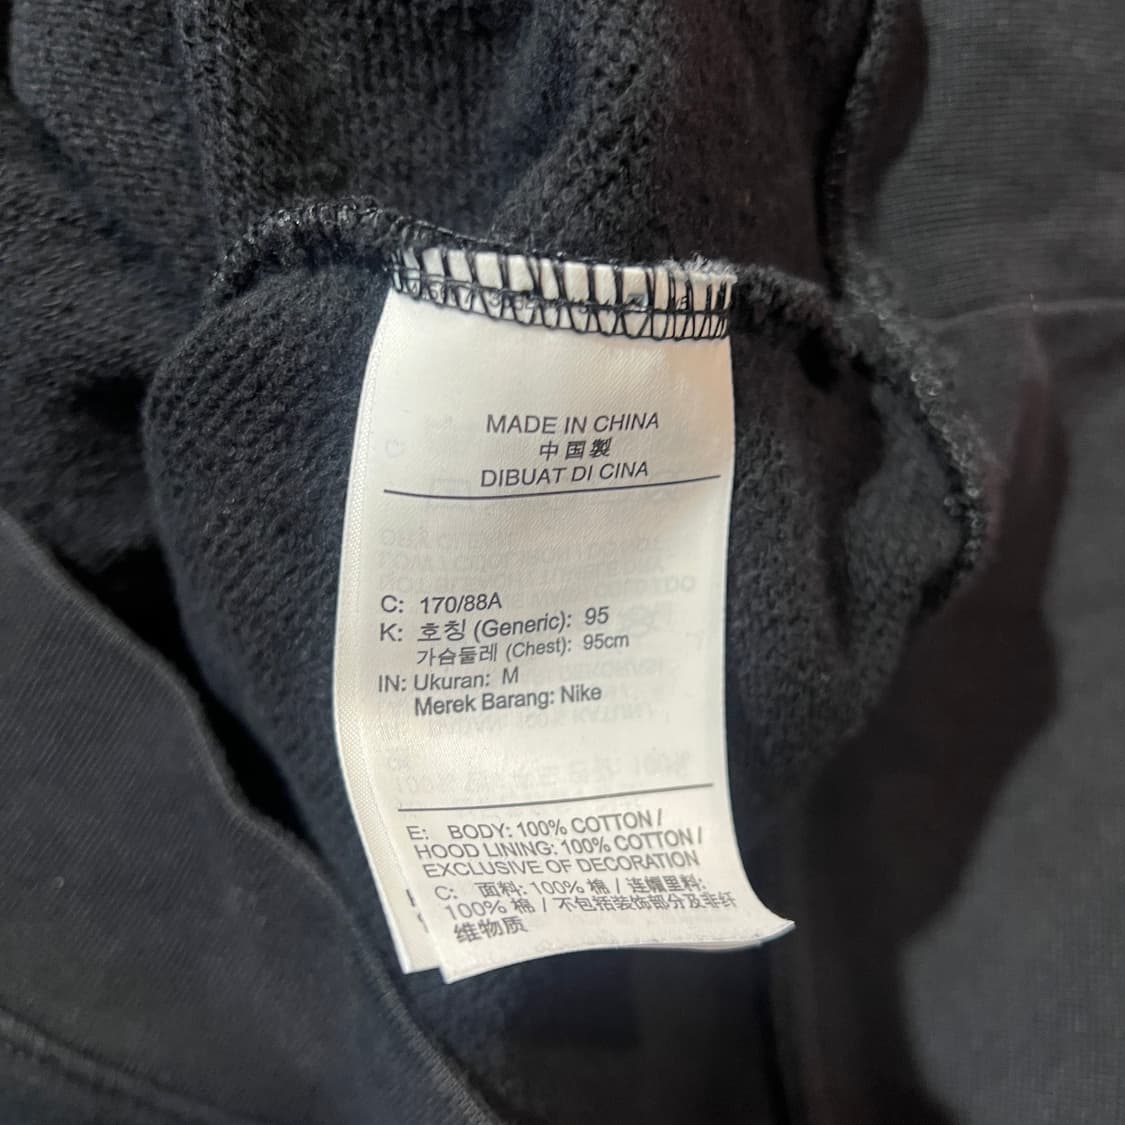 MADE IN CHINA
中国製
DIBUAT DI CINA
C: 170/88A
K: 호칭 (Generic): 95
가슴둘레 (Chest): 95cm
IN: Ukuran: M
Merek Barang: Nike
E: BODY: 100% COTTON /
HOOD LINING: 100% COTTON /
EXCLUSIVE OF DECORATION
C: 面料: 100% 棉 / 连帽里料:
100% 棉 / 不包括装饰部分及非纤
维物质